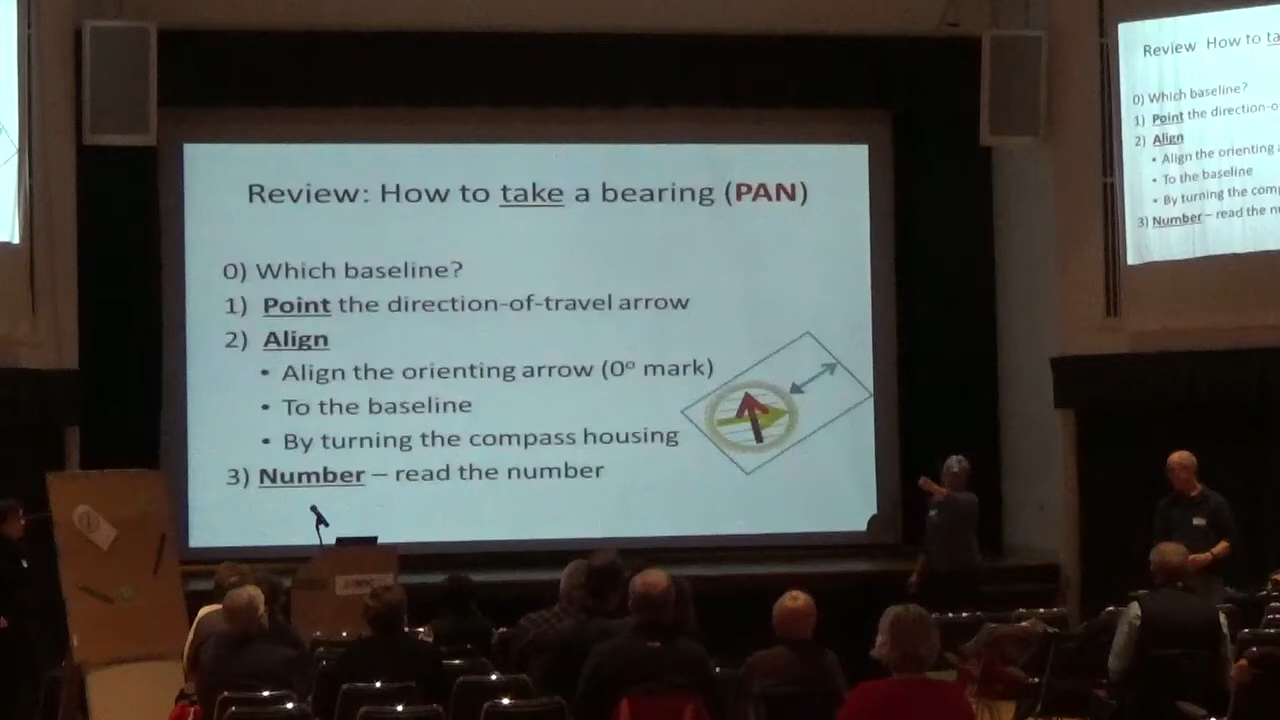 Review: How to take a bearing (PAN)
0) Which baseline?
1) Point the direction-of-travel arrow
2) Align
• Align the orienting arrow (0º mark)
• To the baseline
• By turning the compass housing
3) Number – read the number
Review How to ta
0) Which baseline?
1) Point the direction-o
2) Align
• Align the orienting
• To the baseline
• By turning the comp
3) Number – read the nu